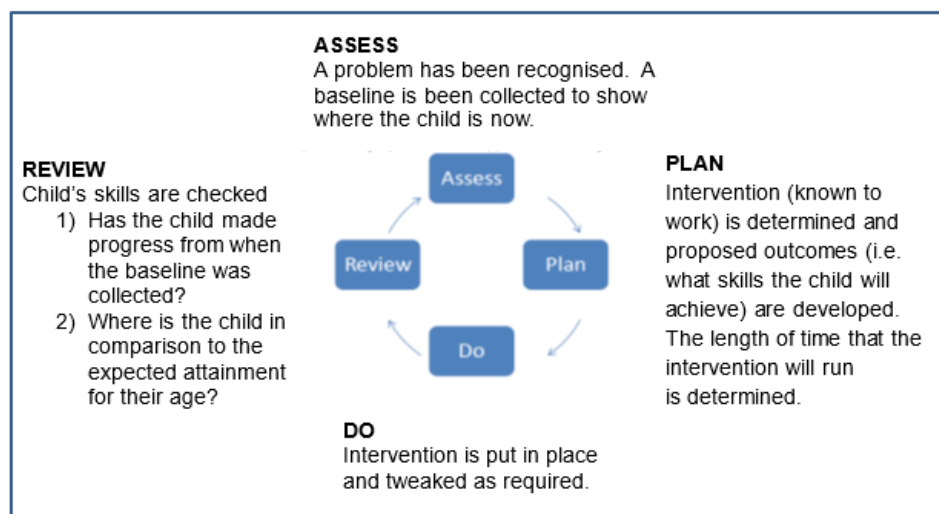 ASSESS
A problem has been recognised. A
baseline is been collected to show
where the child is now.
REVIEW
Child's skills are checked
1) Has the child made
progress from when
the baseline was
collected?
2) Where is the child in
comparison to the
expected attainment
for their age?
Assess
Review
Plan
Do
PLAN
Intervention (known to
work) is determined and
proposed outcomes (i.e.
what skills the child will
achieve) are developed.
The length of time that the
intervention will run
is determined.
DO
Intervention is put in place
and tweaked as required.